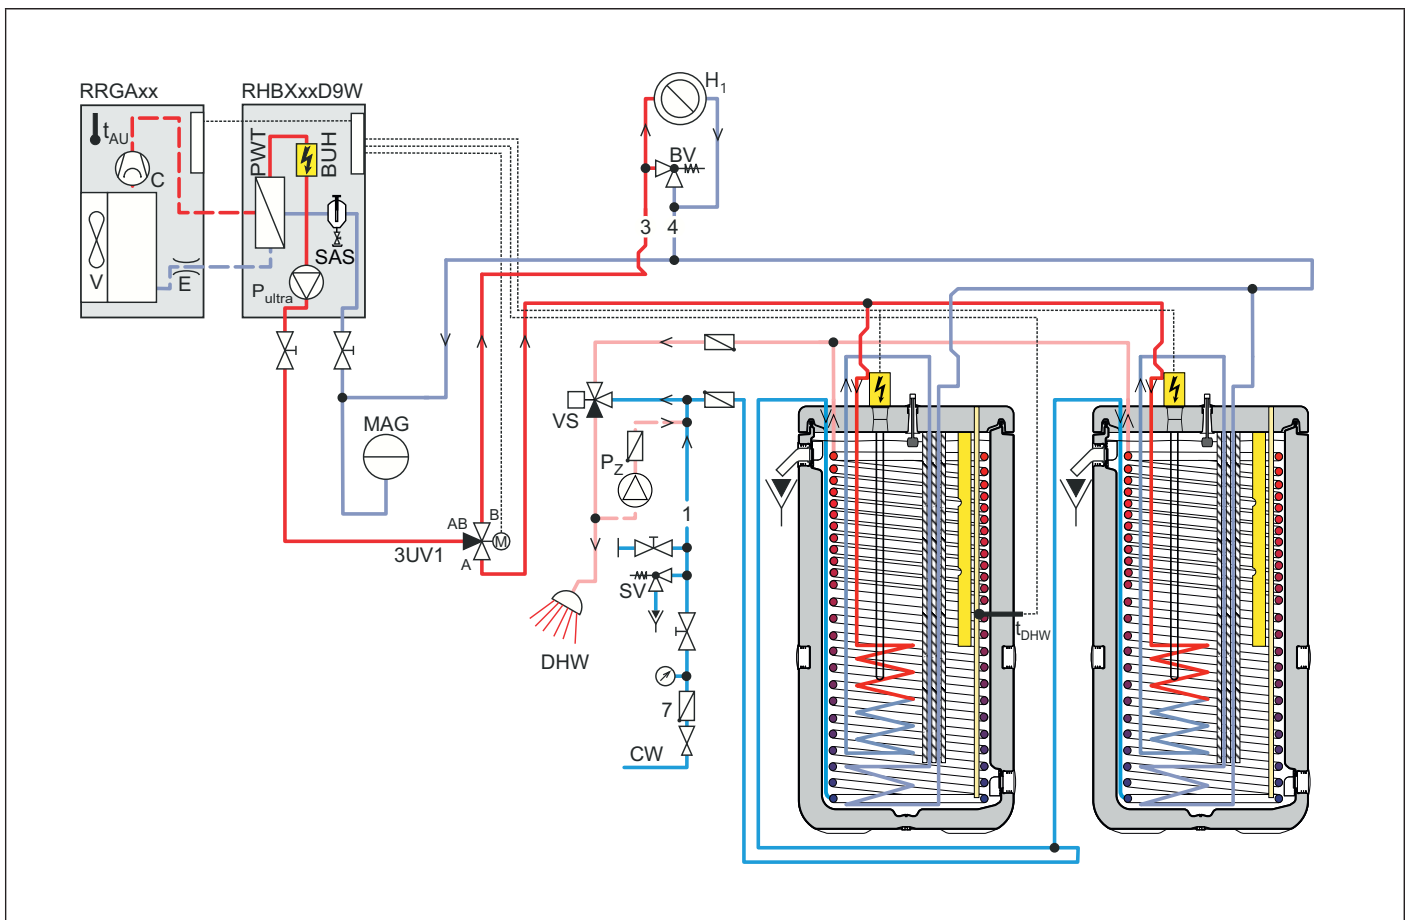 RRGAxx
RHBXxxD9W
H1
tAU
PWT
BUH
BV
C
3
4
SAS
V
E
Pultra
VS
MAG
PZ
AB
B
M
1
3UV1
A
SV
tDHW
DHW
7
CW